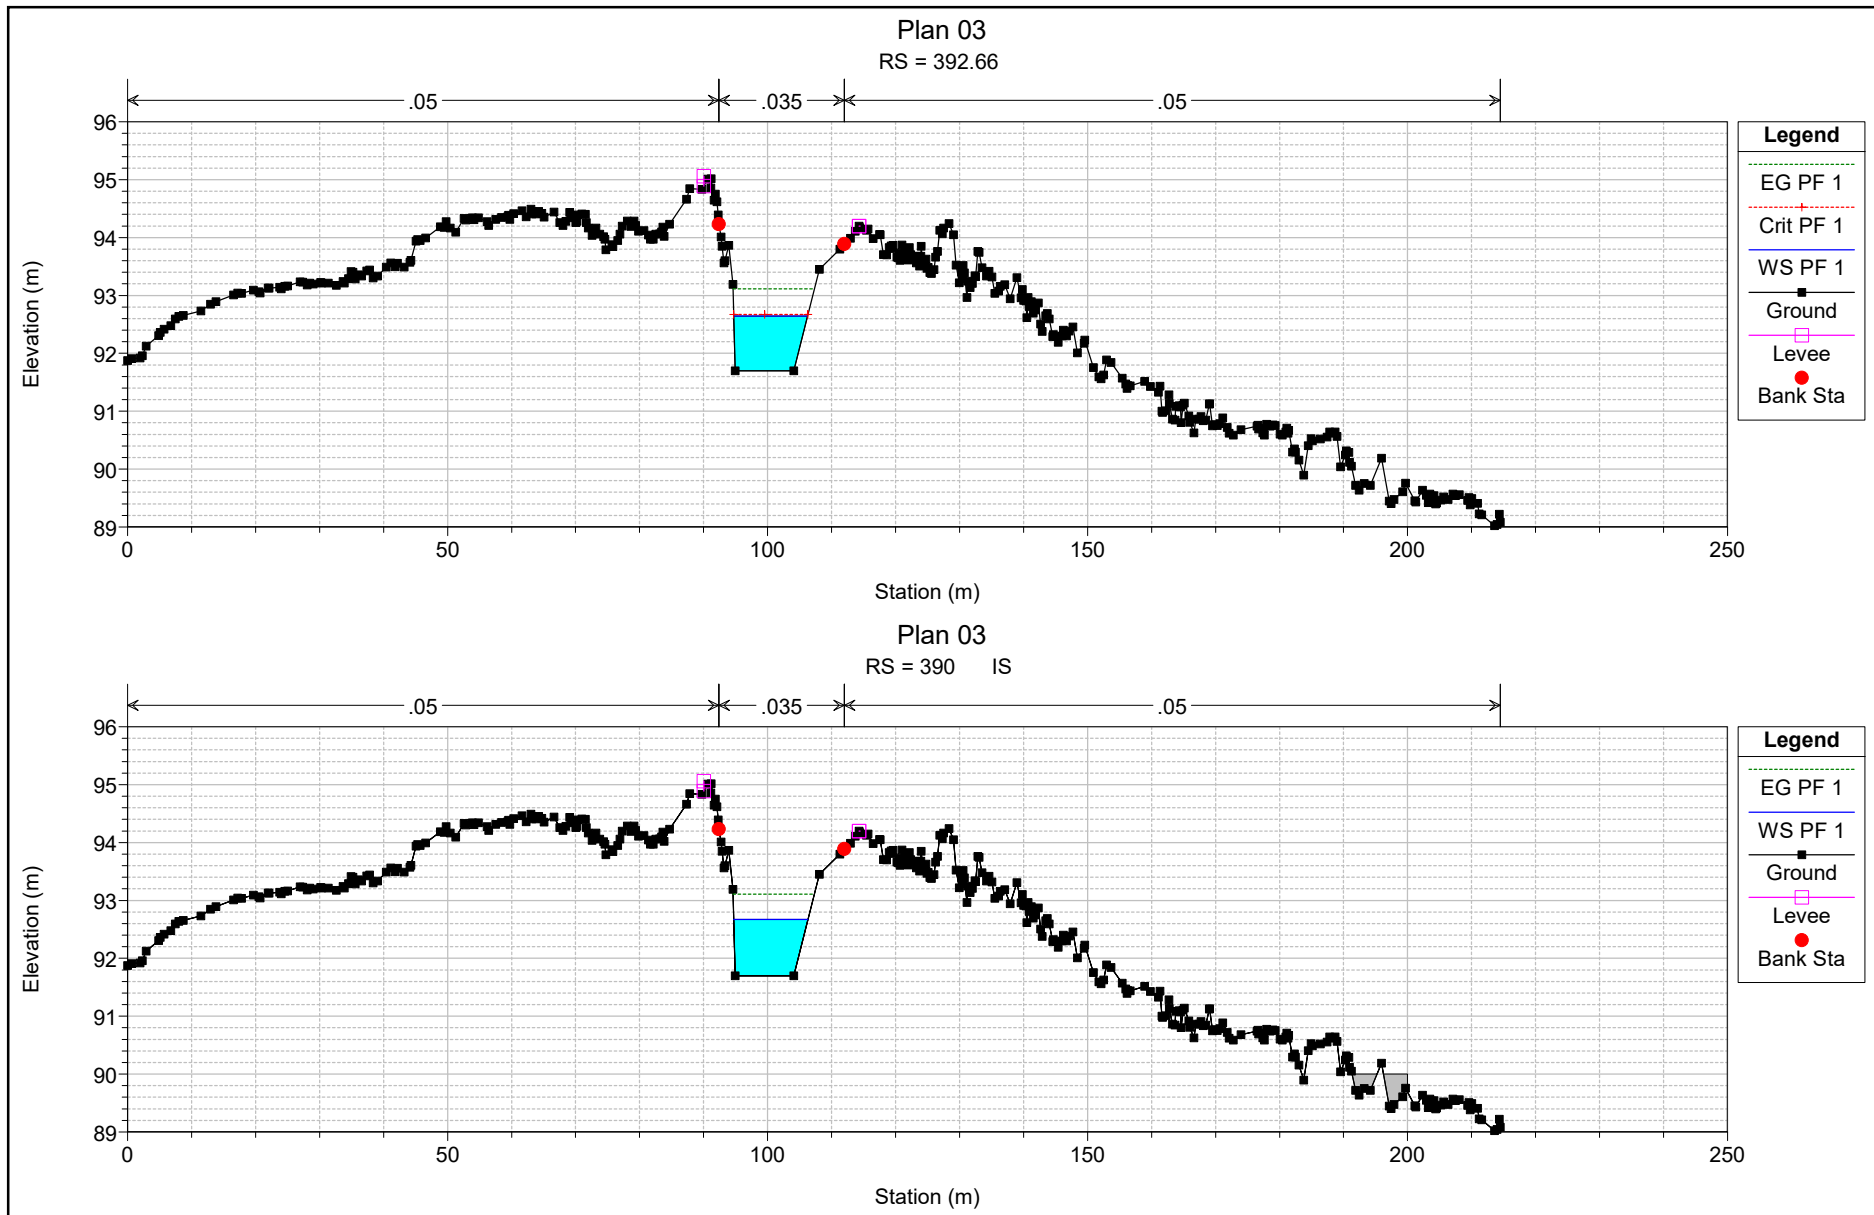 Plan 03
RS = 392.66
.05
.035
.05
96
95
94
93
92
91
90
89
Elevation (m)
0
50
100
150
200
250
Station (m)
Legend
EG PF 1
Crit PF 1
WS PF 1
Ground
Levee
Bank Sta
Plan 03
RS = 390 IS
.05
.035
.05
96
95
94
93
92
91
90
89
Elevation (m)
0
50
100
150
200
250
Station (m)
Legend
EG PF 1
WS PF 1
Ground
Levee
Bank Sta